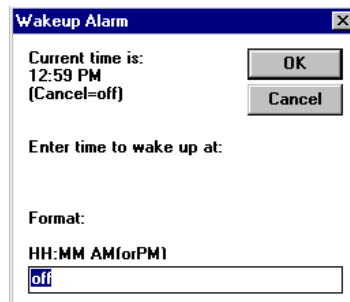 Wakeup Alarm
Current time is:
12:59 PM
(Cancel=off)
OK
Cancel
Enter time to wake up at:
Format:
HH:MM AM(orPM)
off